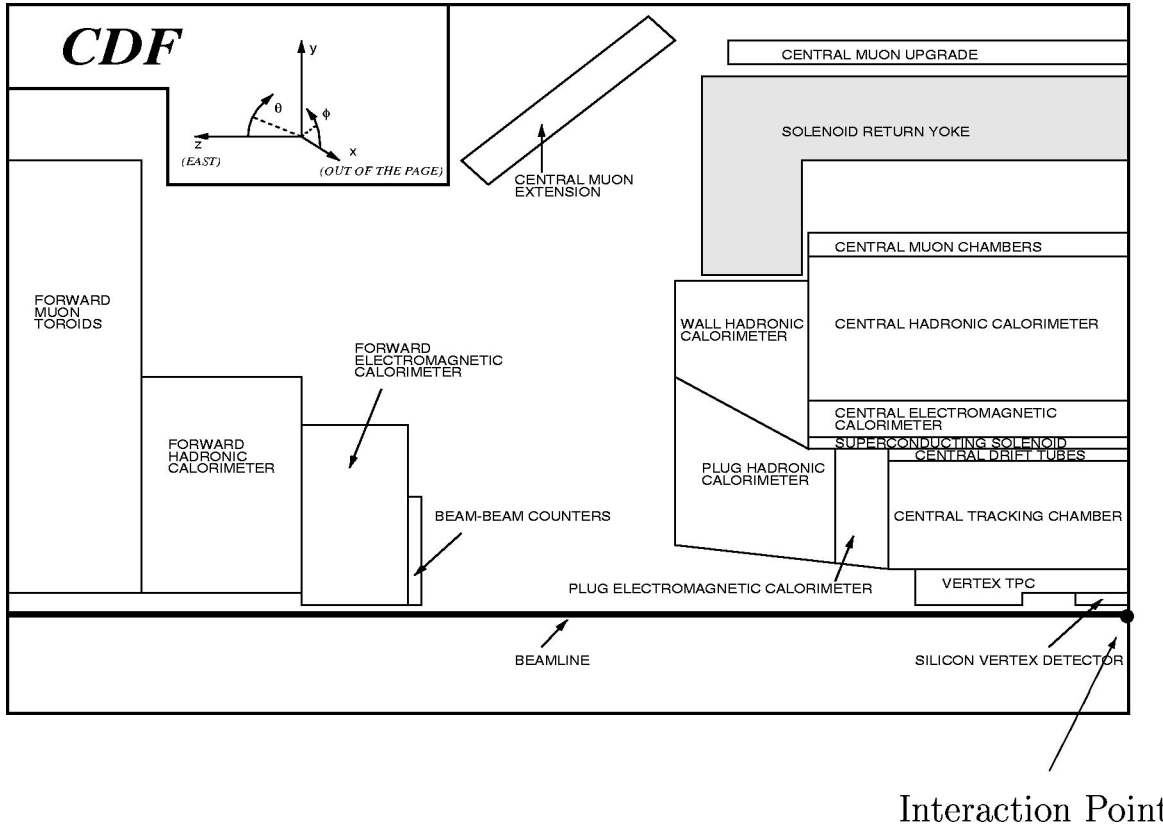 CDF
y
θ
ϕ
z
x
(EAST)
(OUT OF THE PAGE)
CENTRAL MUON
EXTENSION
CENTRAL MUON UPGRADE
SOLENOID RETURN YOKE
CENTRAL MUON CHAMBERS
FORWARD
MUON
TOROIDS
WALL HADRONIC
CALORIMETER
CENTRAL HADRONIC CALORIMETER
FORWARD
ELECTROMAGNETIC
CALORIMETER
CENTRAL ELECTROMAGNETIC
CALORIMETER
SUPERCONDUCTING SOLENOID
CENTRAL DRIFT TUBES
FORWARD
HADRONIC
CALORIMETER
PLUG HADRONIC
CALORIMETER
BEAM-BEAM COUNTERS
CENTRAL TRACKING CHAMBER
PLUG ELECTROMAGNETIC CALORIMETER
VERTEX TPC
BEAMLINE
SILICON VERTEX DETECTOR
Interaction Point